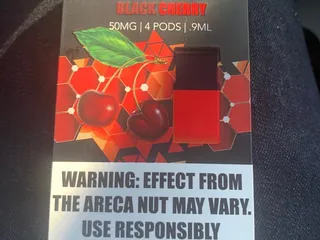 BLACK CHERRY
50MG | 4 PODS | .9ML
WARNING: EFFECT FROM
THE ARECA NUT MAY VARY.
USE RESPONSIBLY